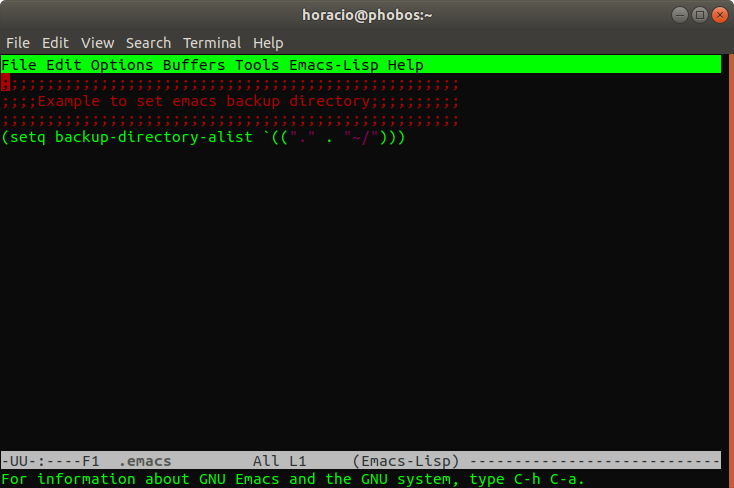 horacio@phobos:~
File Edit View Search Terminal Help
File Edit Options Buffers Tools Emacs-Lisp Help
;;;;;;;;;;;;;;;;;;;;;;;;;;;;;;;;;;;;;;;;;;;;;;;;;;;
;;;;Example to set emacs backup directory;;;;;;;;;;
;;;;;;;;;;;;;;;;;;;;;;;;;;;;;;;;;;;;;;;;;;;;;;;;;;;
(setq backup-directory-alist `(("." . "~/")))
-UU-:----F1  .emacs         All L1     (Emacs-Lisp) ----------------------------
For information about GNU Emacs and the GNU system, type C-h C-a.